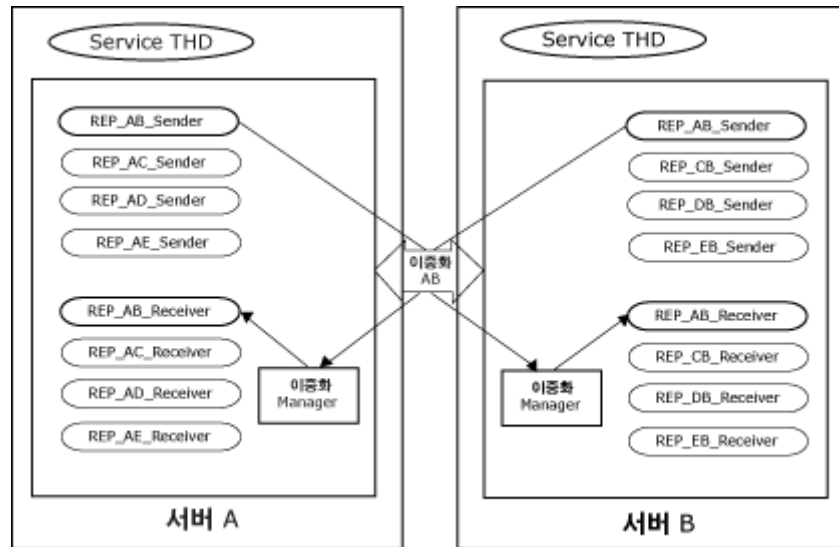 Service THD
REP_AB_Sender
REP_AC_Sender
REP_AD_Sender
REP_AE_Sender
REP_AB_Receiver
REP_AC_Receiver
REP_AD_Receiver
REP_AE_Receiver
이중화
Manager
서버 A
이중화
AB
Service THD
REP_AB_Sender
REP_CB_Sender
REP_DB_Sender
REP_EB_Sender
REP_AB_Receiver
REP_CB_Receiver
REP_DB_Receiver
REP_EB_Receiver
이중화
Manager
서버 B